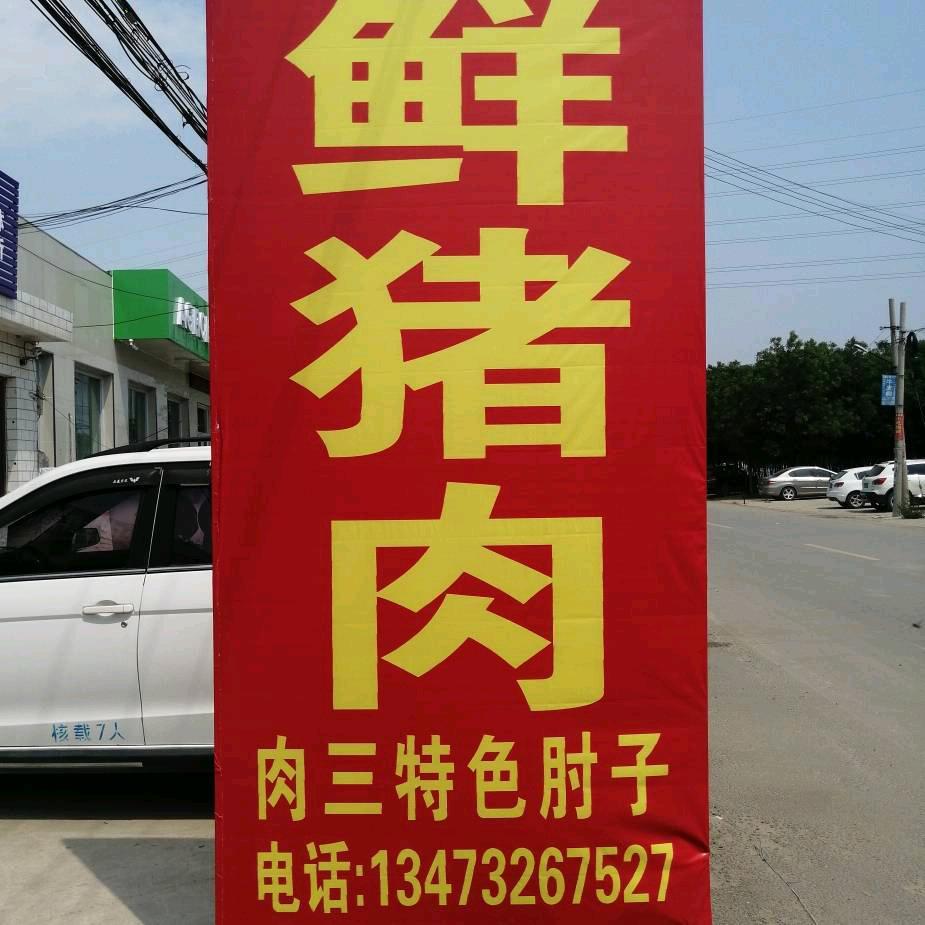 鲜
猪
肉
肉三特色肘子
电话:13473267527
核载7人